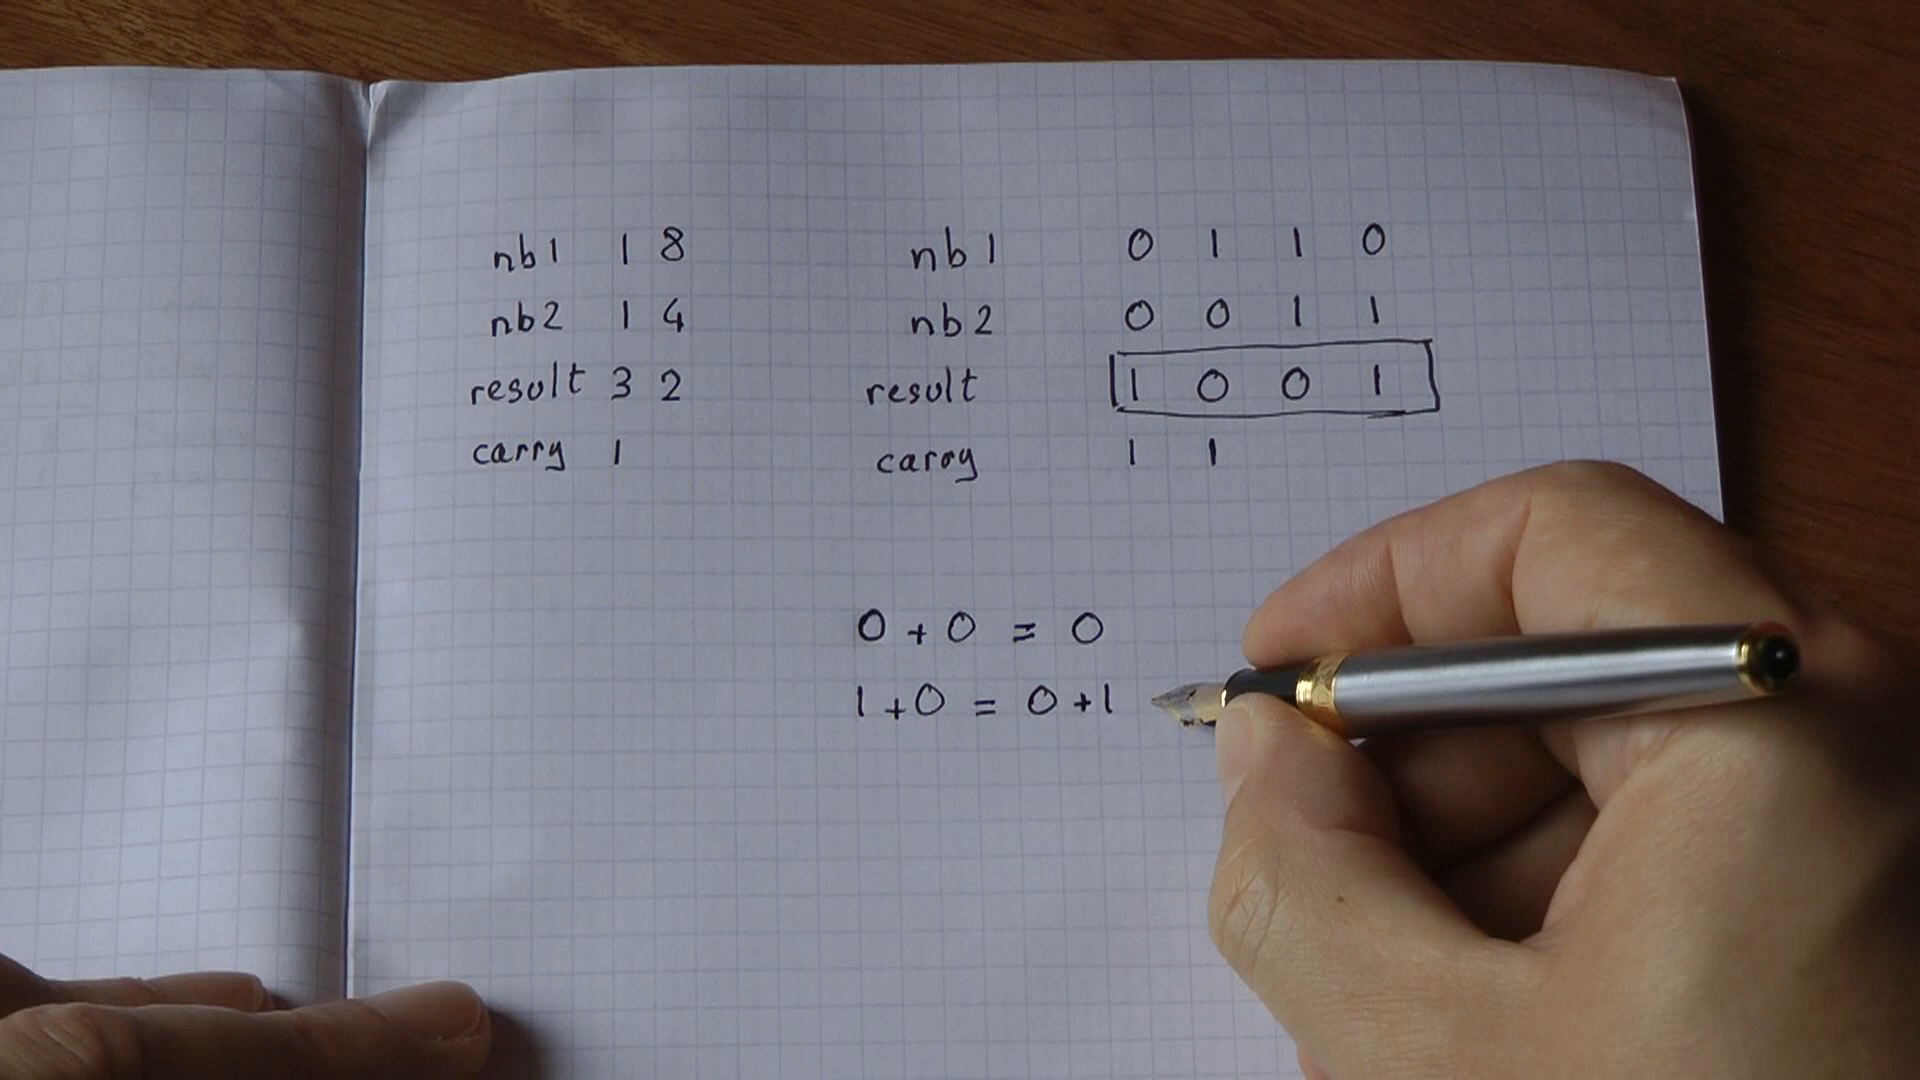 nb1 1 8
nb2 1 4
result 3 2
carry 1
nb1 0 1 1 0
nb2 0 0 1 1
result 1 0 0 1
carry 1 1
0 + 0 = 0
1 + 0 = 0 + 1